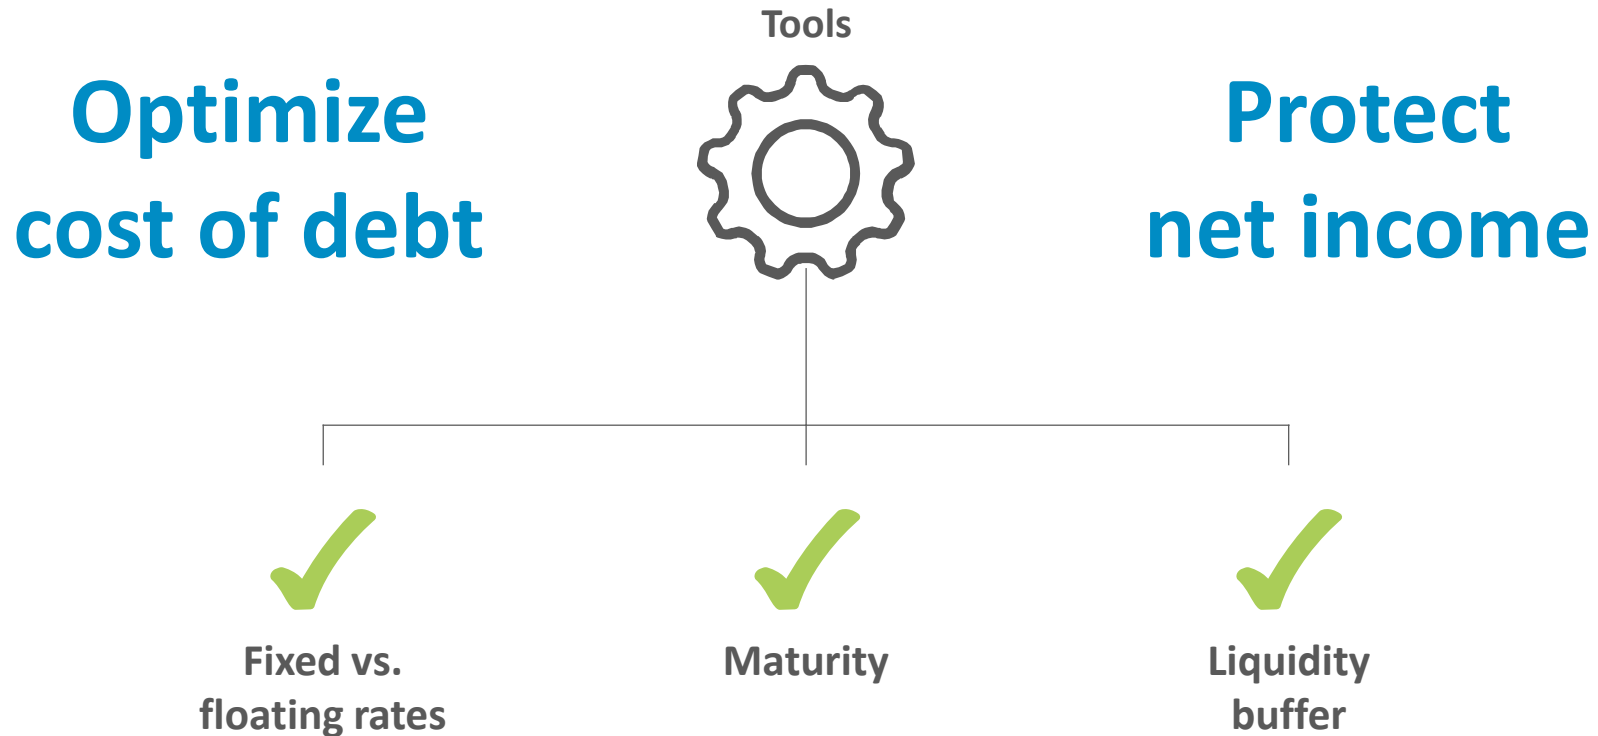 Tools
Optimize
cost of debt
Protect
net income
Fixed vs.
floating rates
Maturity
Liquidity
buffer